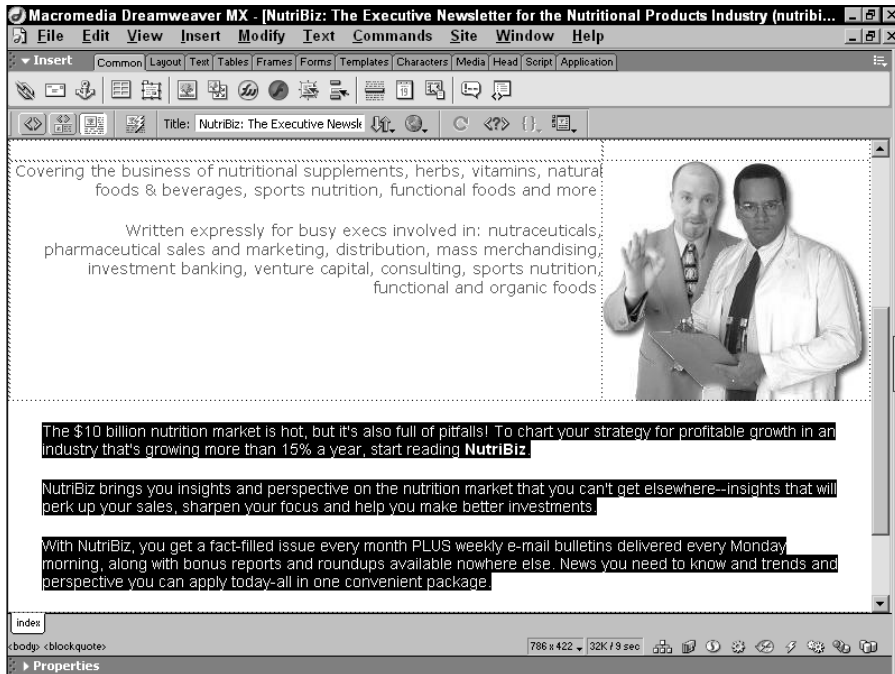 Macromedia Dreamweaver MX - [NutriBiz: The Executive Newsletter for the Nutritional Products Industry (nutribi...
File Edit View Insert Modify Text Commands Site Window Help
Insert Common Layout Text Tables Frames Forms Templates Characters Media Head Script Application
Title: NutriBiz: The Executive Newsle
Covering the business of nutritional supplements, herbs, vitamins, natural
foods & beverages, sports nutrition, functional foods and more
Written expressly for busy execs involved in: nutraceuticals,
pharmaceutical sales and marketing, distribution, mass merchandising,
investment banking, venture capital, consulting, sports nutrition,
functional and organic foods
The $10 billion nutrition market is hot, but it's also full of pitfalls! To chart your strategy for profitable growth in an
industry that's growing more than 15% a year, start reading NutriBiz.
NutriBiz brings you insights and perspective on the nutrition market that you can't get elsewhere--insights that will
perk up your sales, sharpen your focus and help you make better investments.
With NutriBiz, you get a fact-filled issue every month PLUS weekly e-mail bulletins delivered every Monday
morning, along with bonus reports and roundups available nowhere else. News you need to know and trends and
perspective you can apply today-all in one convenient package.
index
<body> <blockquote> 786 x 422 32K / 9 sec
Properties